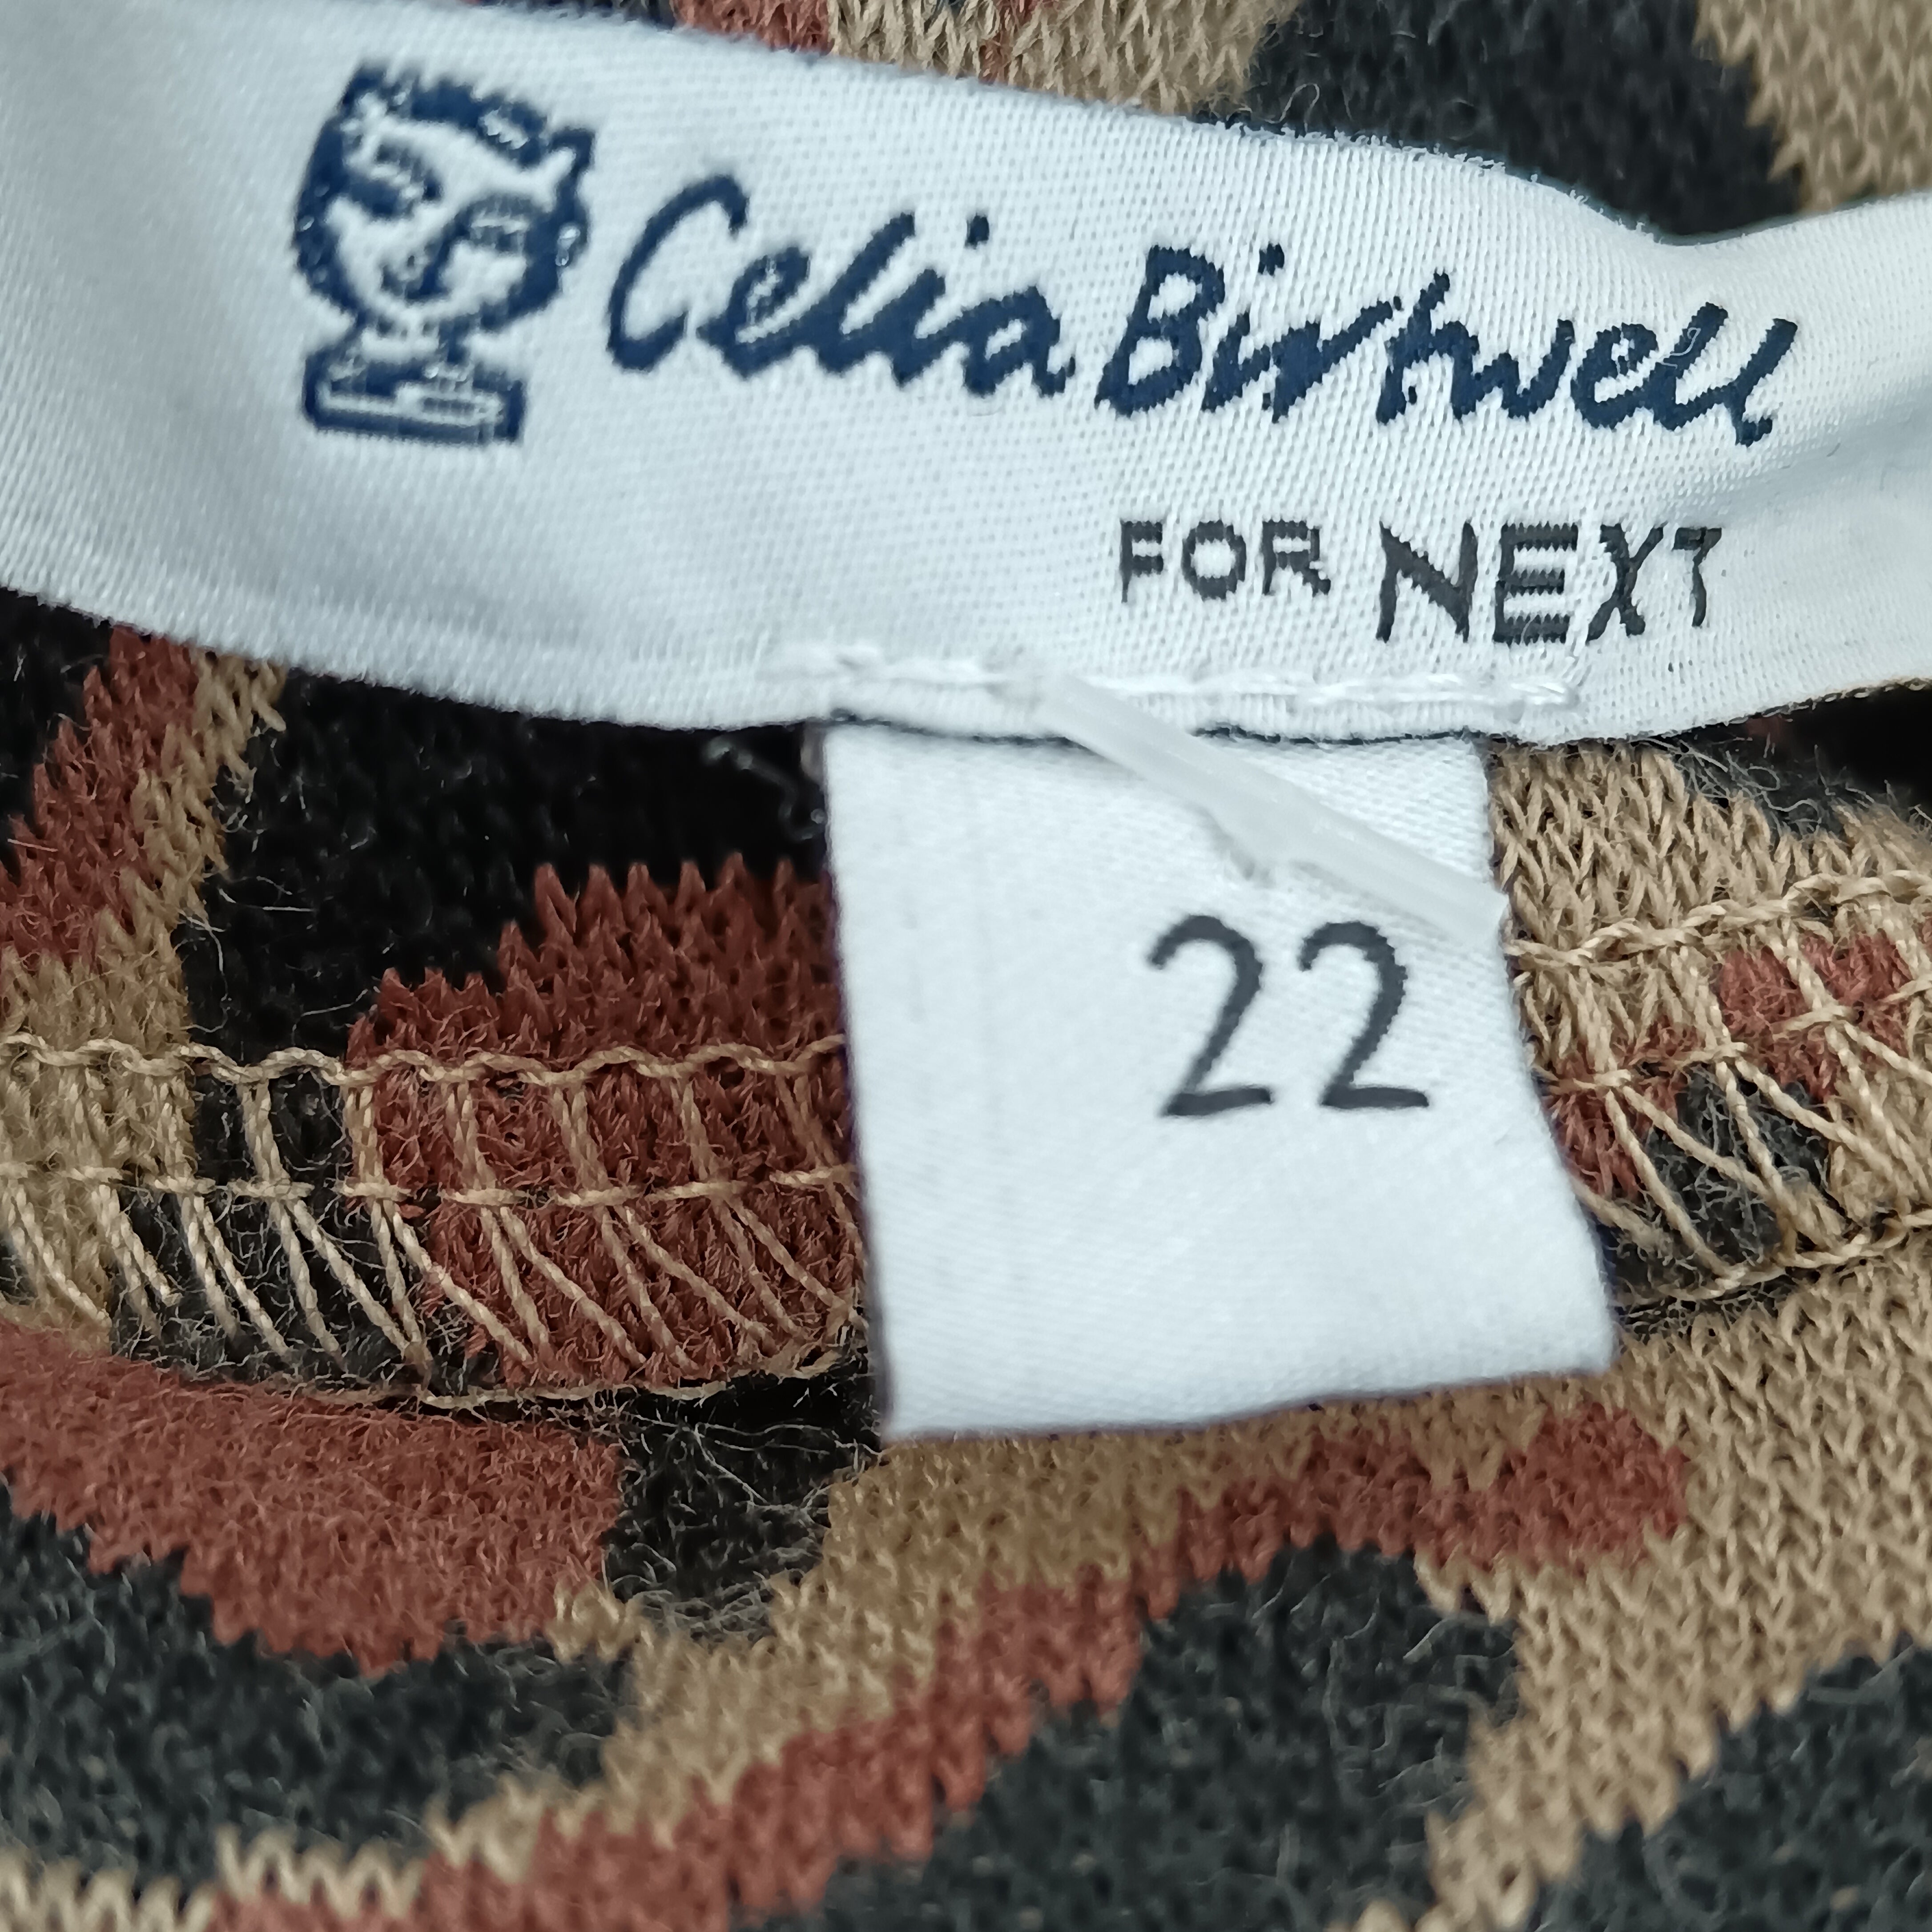 Celia Birtwell
FOR NEXT
22